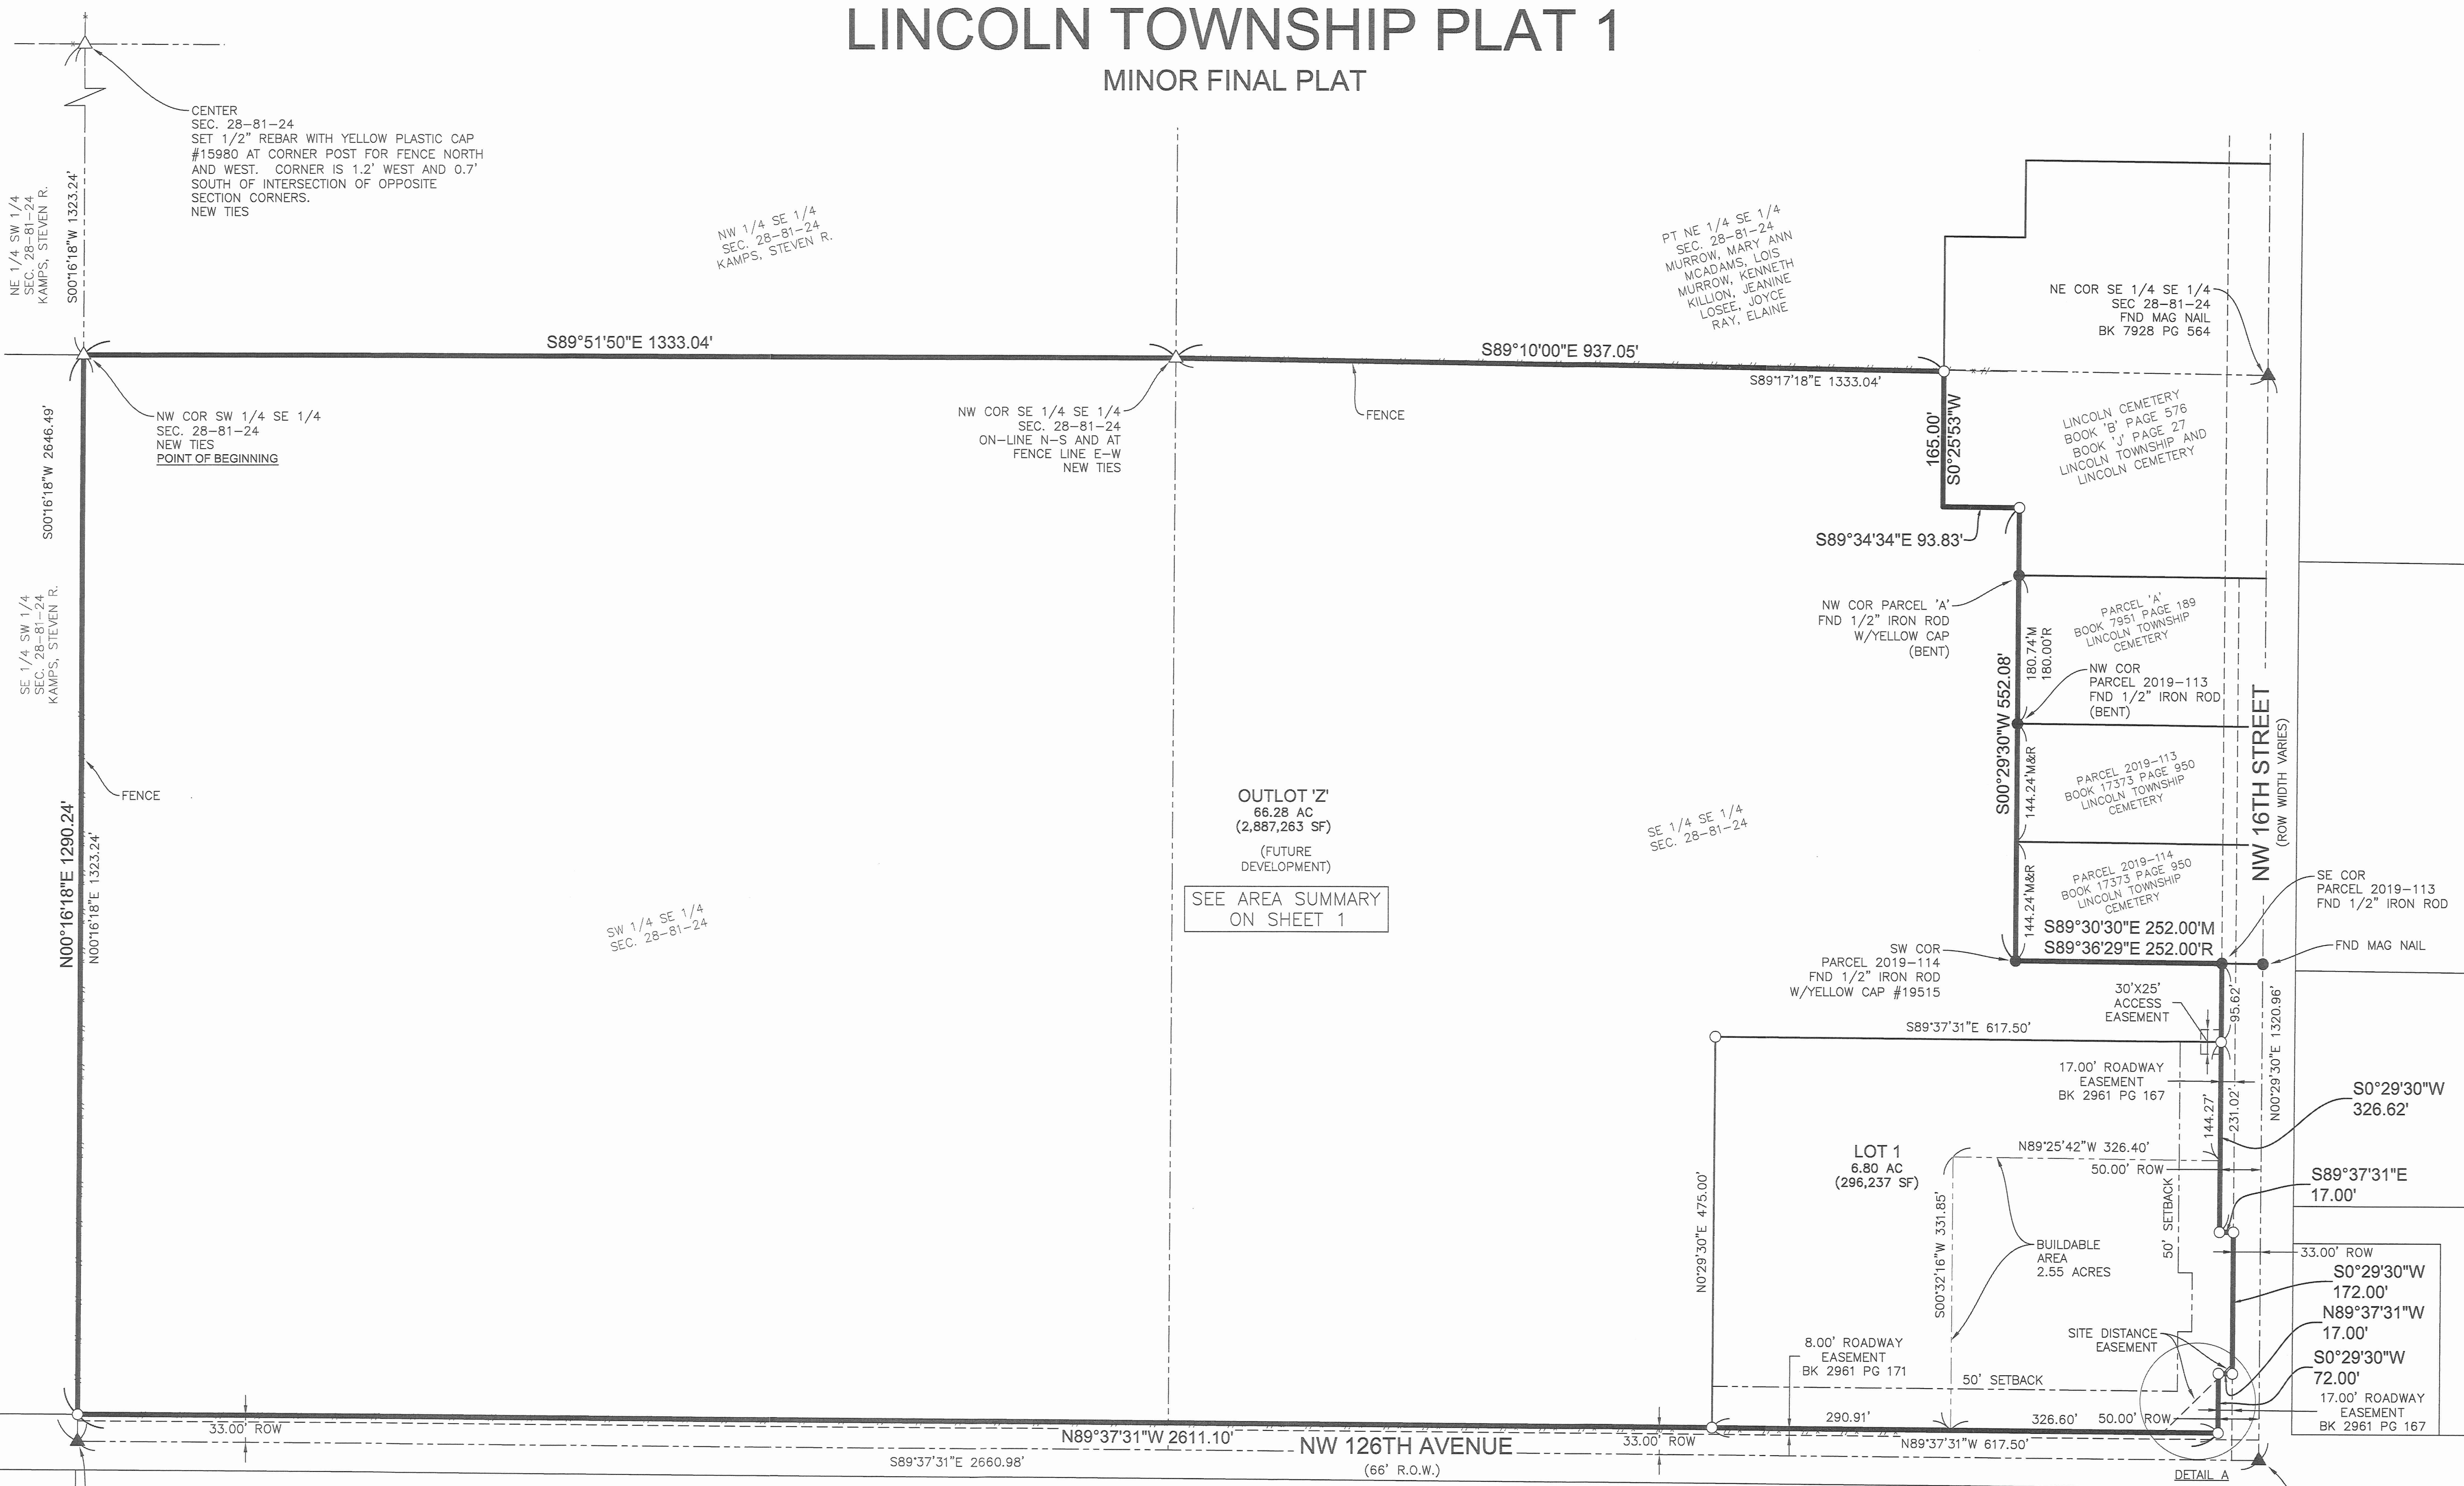 LINCOLN TOWNSHIP PLAT 1
MINOR FINAL PLAT
CENTER
SEC. 28-81-24
SET 1/2" REBAR WITH YELLOW PLASTIC CAP
#15980 AT CORNER POST FOR FENCE NORTH
AND WEST. CORNER IS 1.2' WEST AND 0.7'
SOUTH OF INTERSECTION OF OPPOSITE
SECTION CORNERS.
NEW TIES
NE 1/4 SW 1/4
SEC. 28-81-24
KAMPS, STEVEN R.
S00°16'18"W 1323.24'
NW 1/4 SE 1/4
SEC. 28-81-24
KAMPS, STEVEN R.
PT NE 1/4 SE 1/4
SEC. 28-81-24
MURROW, MARY ANN
MCADAMS, LOIS
MURROW, KENNETH
KILLION, JEANINE
LOSEE, JOYCE
RAY, ELAINE
NE COR SE 1/4 SE 1/4
SEC 28-81-24
FND MAG NAIL
BK 7928 PG 564
S89°51'50"E 1333.04'
S89°10'00"E 937.05'
S89°17'18"E 1333.04'
NW COR SW 1/4 SE 1/4
SEC. 28-81-24
NEW TIES
POINT OF BEGINNING
S00°16'18"W 2646.49'
NW COR SE 1/4 SE 1/4
SEC. 28-81-24
ON-LINE N-S AND AT
FENCE LINE E-W
NEW TIES
FENCE
165.00'
S0°25'53"W
LINCOLN CEMETERY
BOOK 'B' PAGE 576
BOOK 'J' PAGE 27
LINCOLN TOWNSHIP AND
LINCOLN CEMETERY
S89°34'34"E 93.83'
SE 1/4 SW 1/4
SEC. 28-81-24
KAMPS, STEVEN R.
NW COR PARCEL 'A'
FND 1/2" IRON ROD
W/YELLOW CAP
(BENT)
180.74'M
180.00'R
PARCEL 'A'
BOOK 7951 PAGE 189
LINCOLN TOWNSHIP
CEMETERY
NW COR
PARCEL 2019-113
FND 1/2" IRON ROD
(BENT)
S00°29'30"W 552.08'
144.24'M&R
PARCEL 2019-113
BOOK 17373 PAGE 950
LINCOLN TOWNSHIP
CEMETERY
NW 16TH STREET
(ROW WIDTH VARIES)
FENCE
N00°16'18"E 1290.24'
N00°16'18"E 1323.24'
OUTLOT 'Z'
66.28 AC
(2,887,263 SF)
(FUTURE
DEVELOPMENT)
SEE AREA SUMMARY
ON SHEET 1
SE 1/4 SE 1/4
SEC. 28-81-24
SW 1/4 SE 1/4
SEC. 28-81-24
144.24'M&R
PARCEL 2019-114
BOOK 17373 PAGE 950
LINCOLN TOWNSHIP
CEMETERY
S89°30'30"E 252.00'M
S89°36'29"E 252.00'R
SE COR
PARCEL 2019-113
FND 1/2" IRON ROD
FND MAG NAIL
SW COR
PARCEL 2019-114
FND 1/2" IRON ROD
W/YELLOW CAP #19515
30'X25'
ACCESS
EASEMENT
95.62'
N00°29'30"E 1320.96'
S89°37'31"E 617.50'
17.00' ROADWAY
EASEMENT
BK 2961 PG 167
144.27'
231.02'
S0°29'30"W
326.62'
LOT 1
6.80 AC
(296,237 SF)
N89°25'42"W 326.40'
50.00' ROW
N0°29'30"E 475.00'
S00°32'16"W 331.85'
50' SETBACK
S89°37'31"E
17.00'
BUILDABLE
AREA
2.55 ACRES
33.00' ROW
S0°29'30"W
172.00'
N89°37'31"W
17.00'
SITE DISTANCE
EASEMENT
S0°29'30"W
72.00'
8.00' ROADWAY
EASEMENT
BK 2961 PG 171
50' SETBACK
17.00' ROADWAY
EASEMENT
BK 2961 PG 167
290.91'
326.60'
50.00' ROW
33.00' ROW
N89°37'31"W 2611.10'
NW 126TH AVENUE
33.00' ROW
N89°37'31"W 617.50'
S89°37'31"E 2660.98'
(66' R.O.W.)
DETAIL A